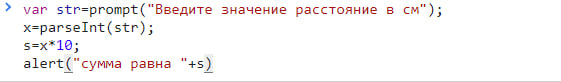 var str=prompt("Введите значение расстояние в см");
x=parseInt(str);
s=x*10;
alert("сумма равна "+s)